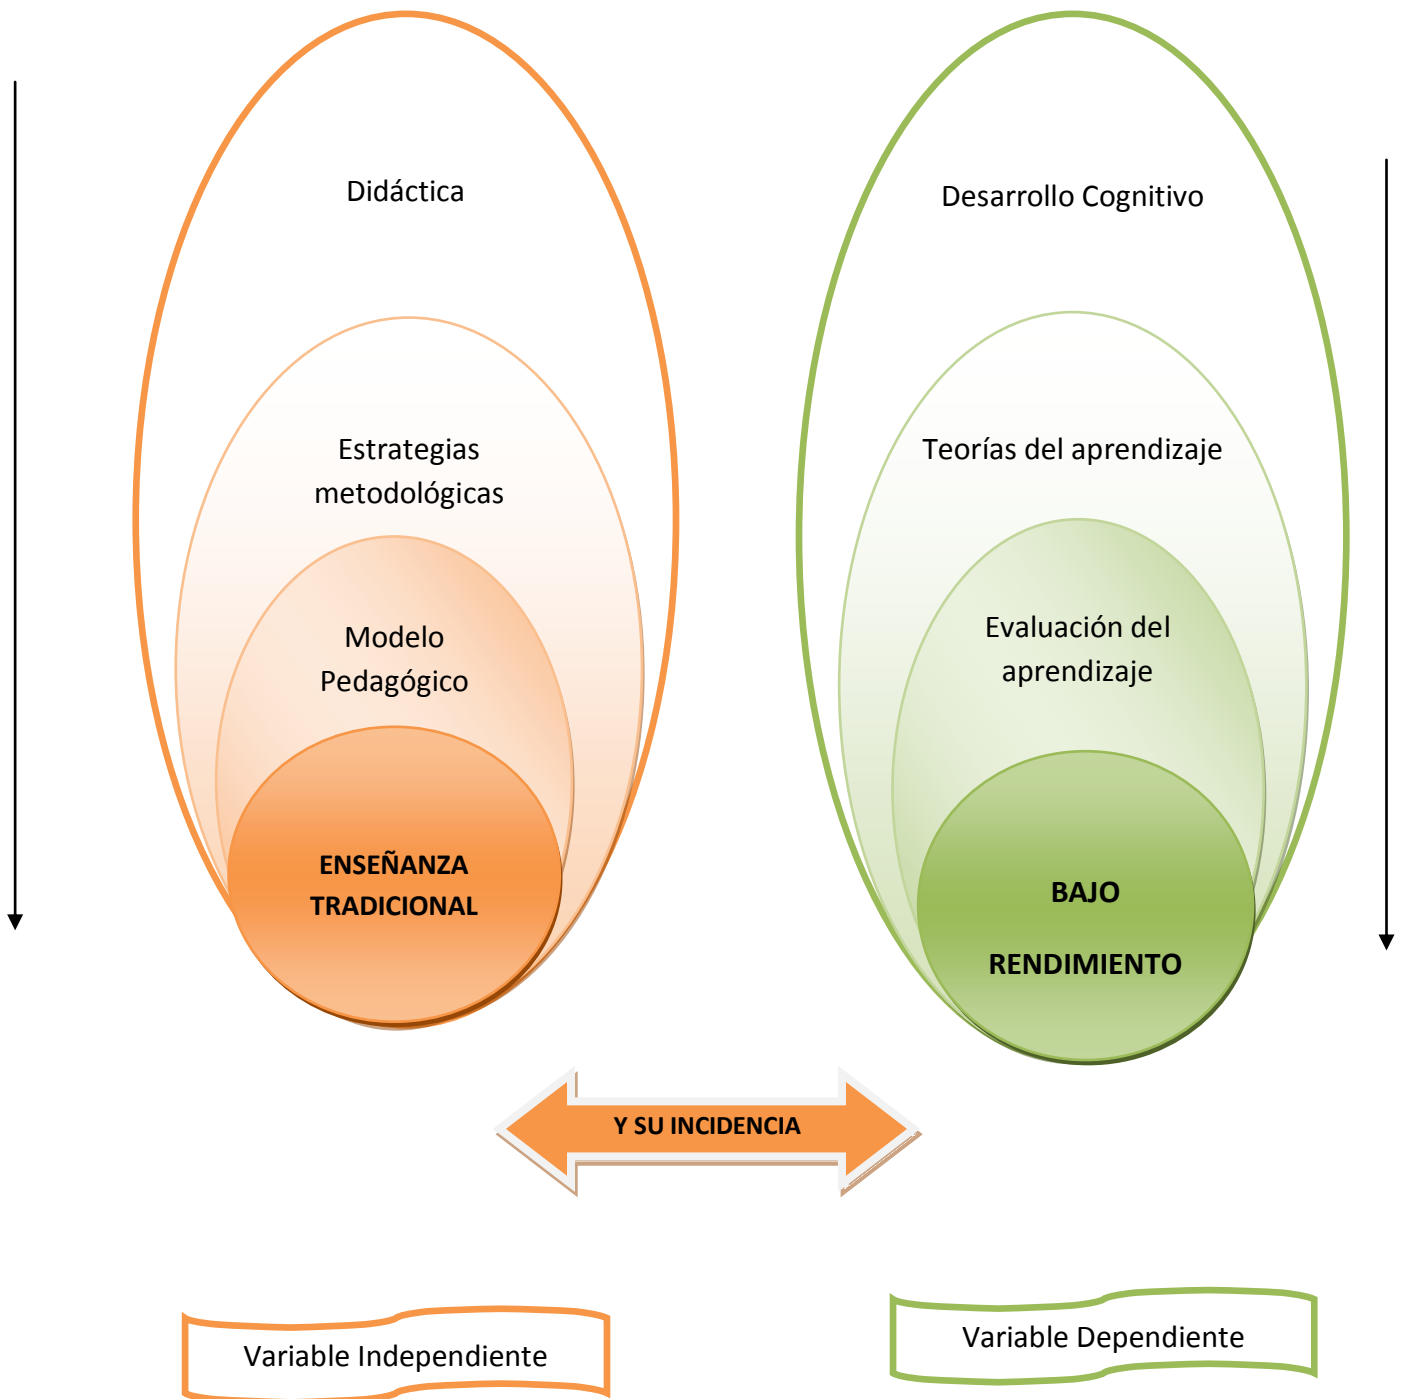 Didáctica
Estrategias
metodológicas
Modelo
Pedagógico
ENSEÑANZA
TRADICIONAL
Desarrollo Cognitivo
Teorías del aprendizaje
Evaluación del
aprendizaje
BAJO
RENDIMIENTO
Y SU INCIDENCIA
Variable Independiente
Variable Dependiente